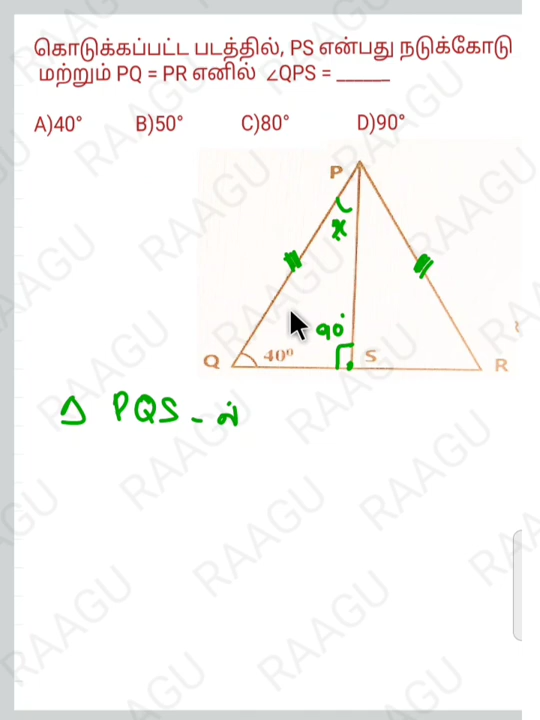 கொடுக்கப்பட்ட படத்தில், PS என்பது நடுக்கோடு
மற்றும் PQ = PR எனில் ∠QPS = ______
A)40° B)50° C)80° D)90°
P
x
90°
Q 40° S R
Δ PQS - ல்
RAAGU